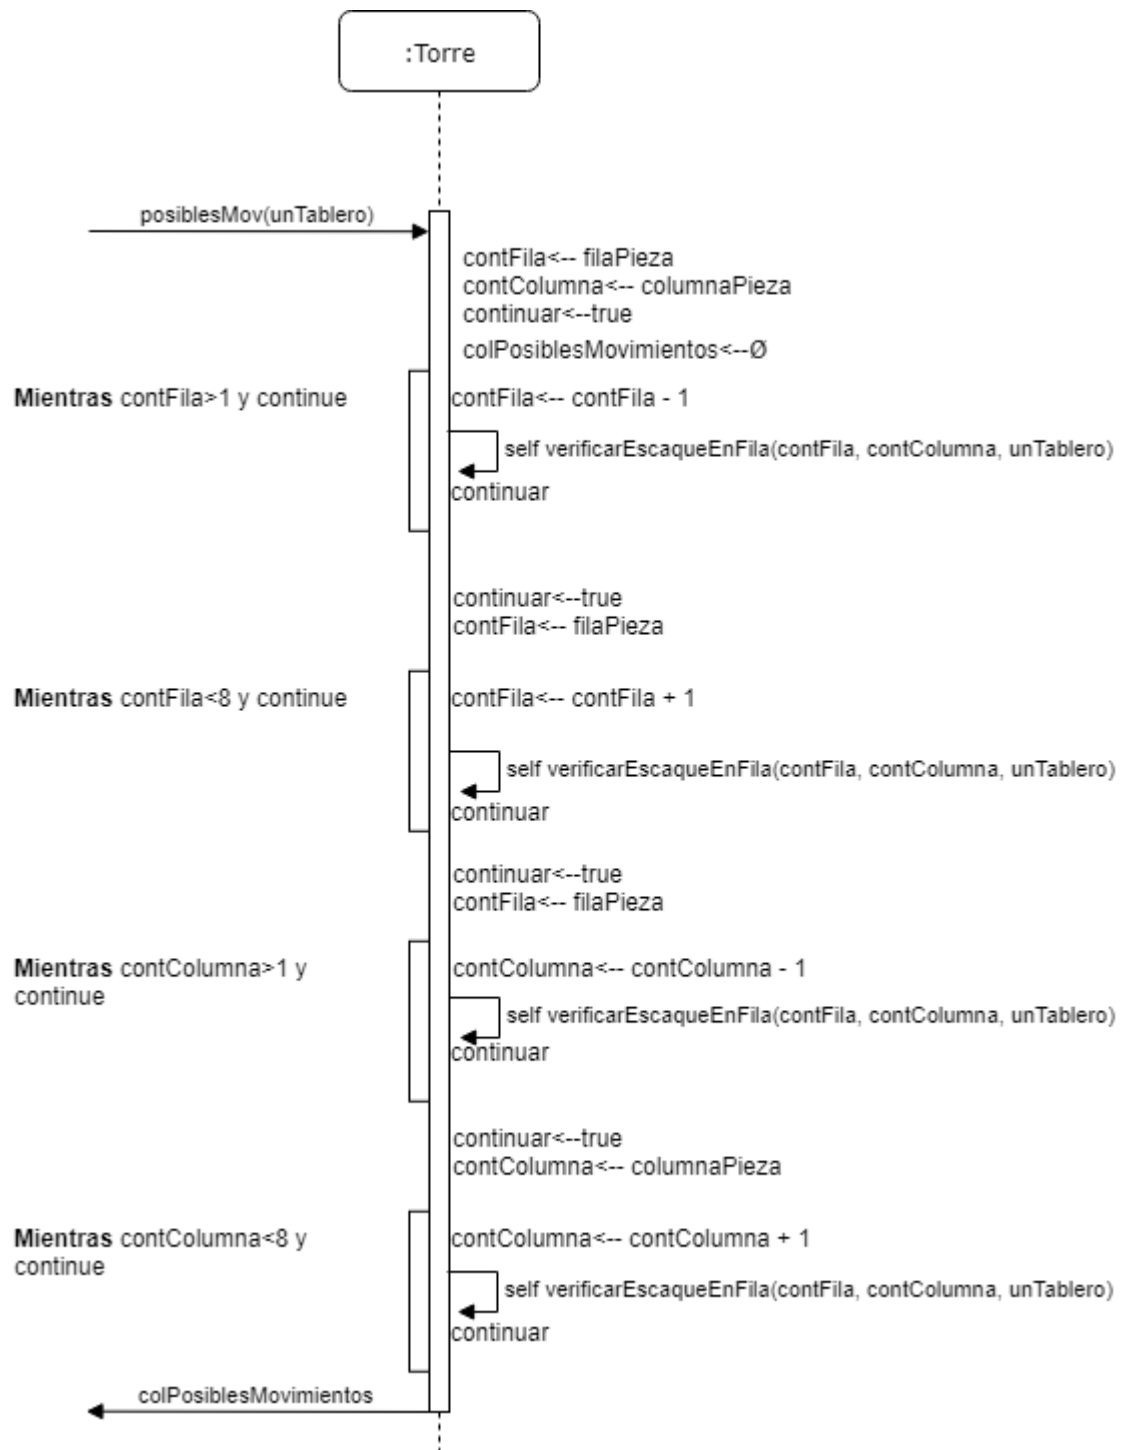 :Torre
posiblesMov(unTablero)
contFila<-- filaPieza
contColumna<-- columnaPieza
continuar<--true
colPosiblesMovimientos<--Ø
Mientras contFila>1 y continue
contFila<-- contFila - 1
self verificarEscaqueEnFila(contFila, contColumna, unTablero)
continuar
continuar<--true
contFila<-- filaPieza
Mientras contFila<8 y continue
contFila<-- contFila + 1
self verificarEscaqueEnFila(contFila, contColumna, unTablero)
continuar
continuar<--true
contFila<-- filaPieza
Mientras contColumna>1 y
continue
contColumna<-- contColumna - 1
self verificarEscaqueEnFila(contFila, contColumna, unTablero)
continuar
continuar<--true
contColumna<-- columnaPieza
Mientras contColumna<8 y
continue
contColumna<-- contColumna + 1
self verificarEscaqueEnFila(contFila, contColumna, unTablero)
continuar
colPosiblesMovimientos